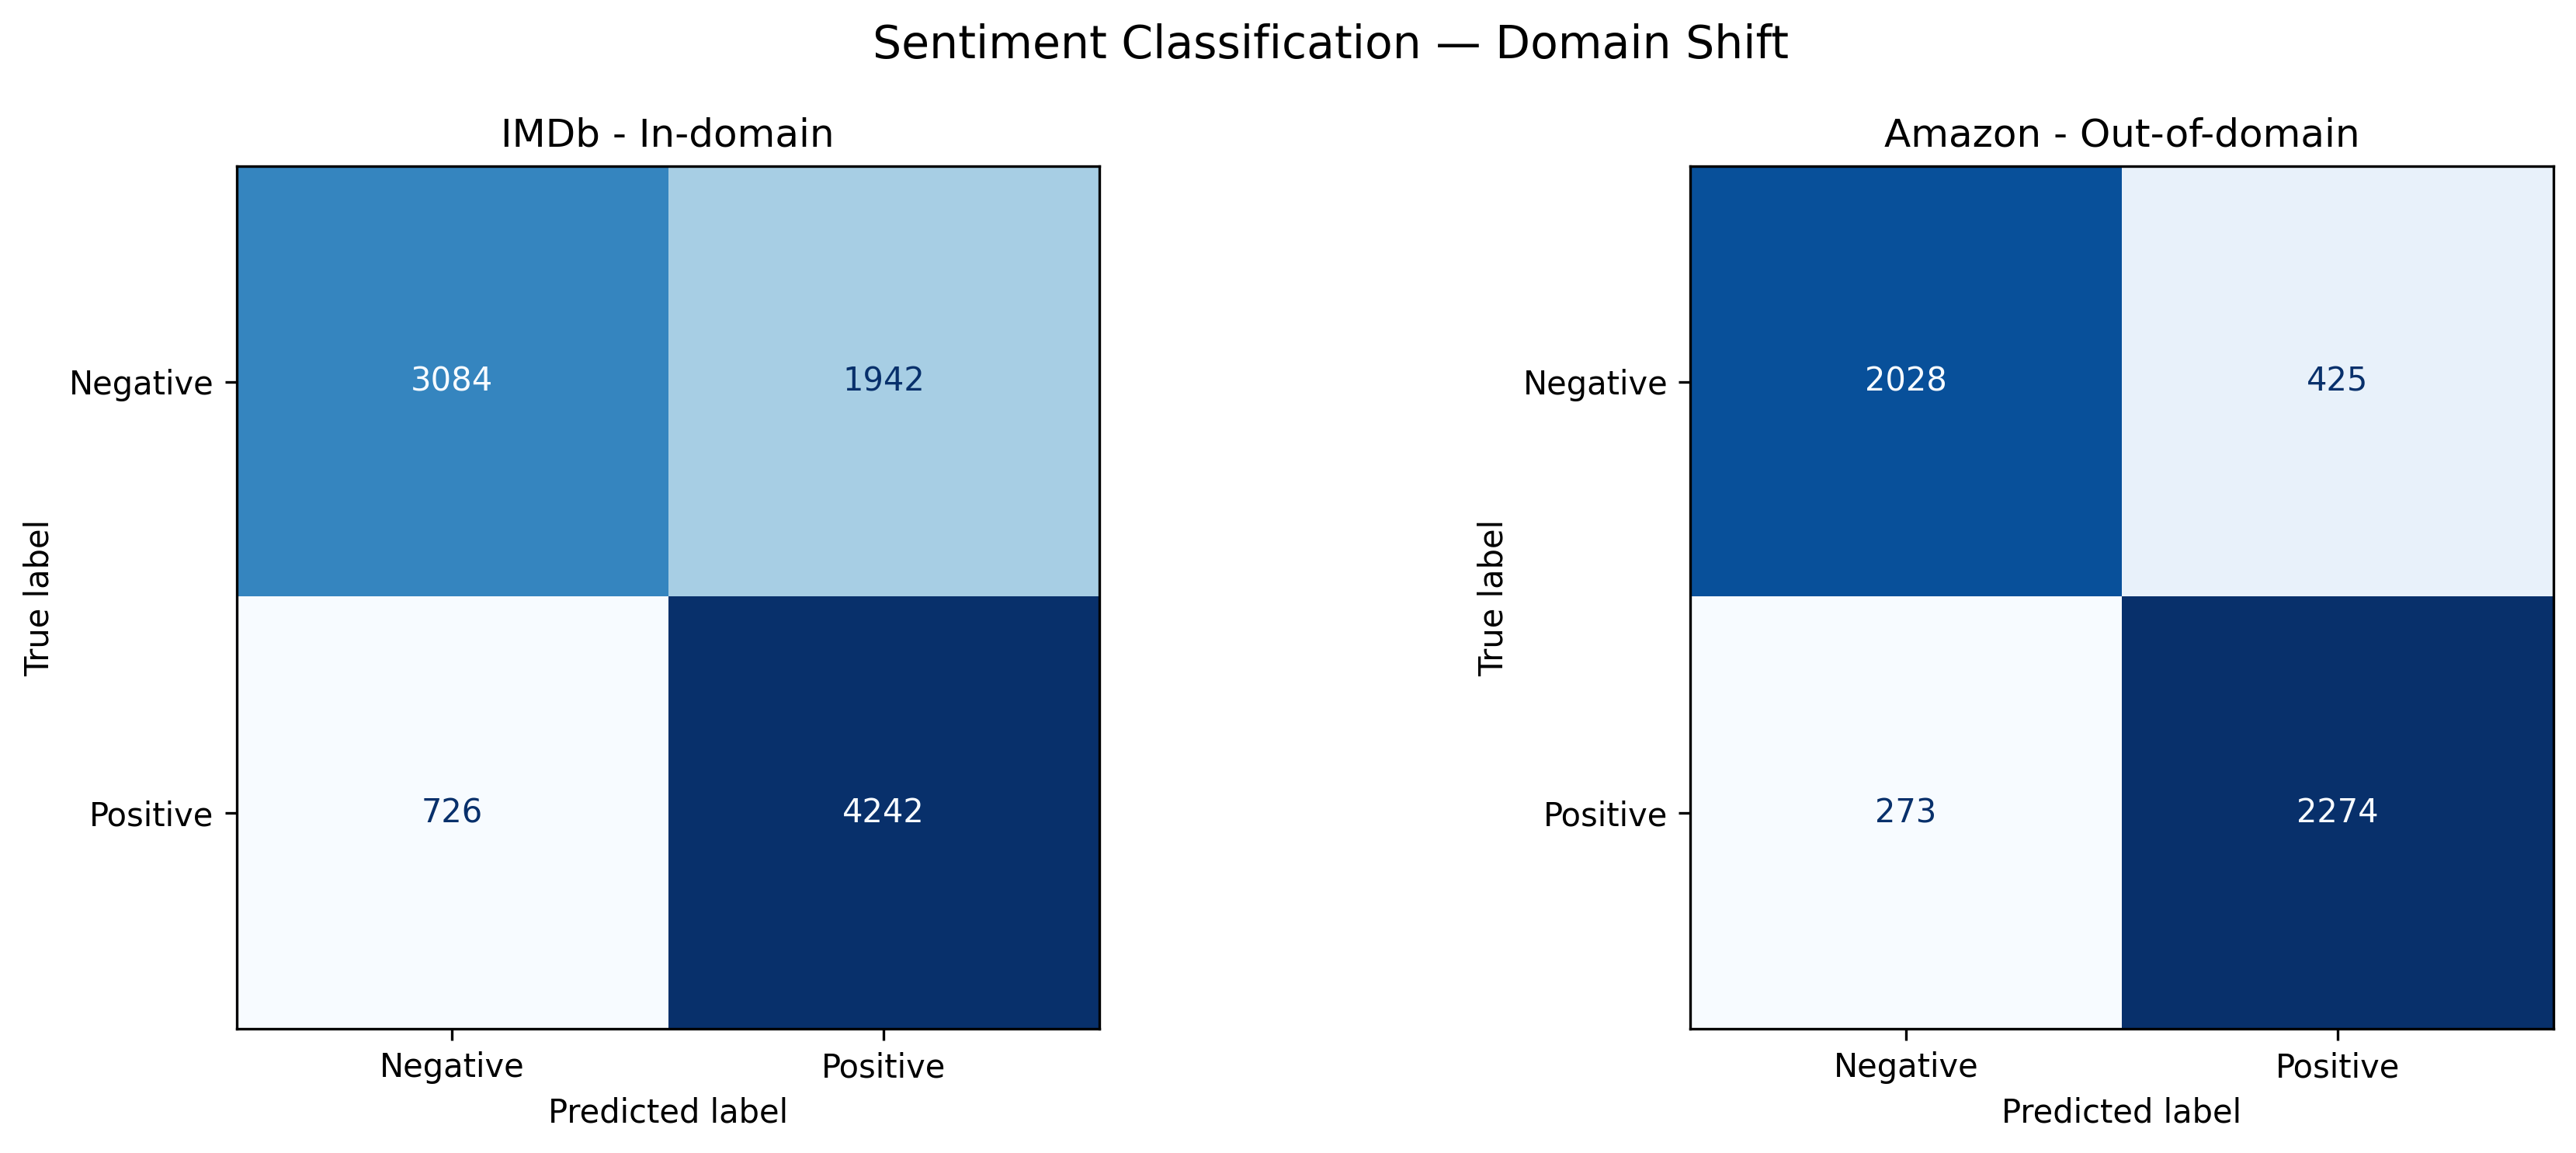 Sentiment Classification — Domain Shift
IMDb - In-domain
Negative
3084
1942
Positive
726
4242
True label
Negative
Positive
Predicted label
Amazon - Out-of-domain
Negative
2028
425
Positive
273
2274
True label
Negative
Positive
Predicted label